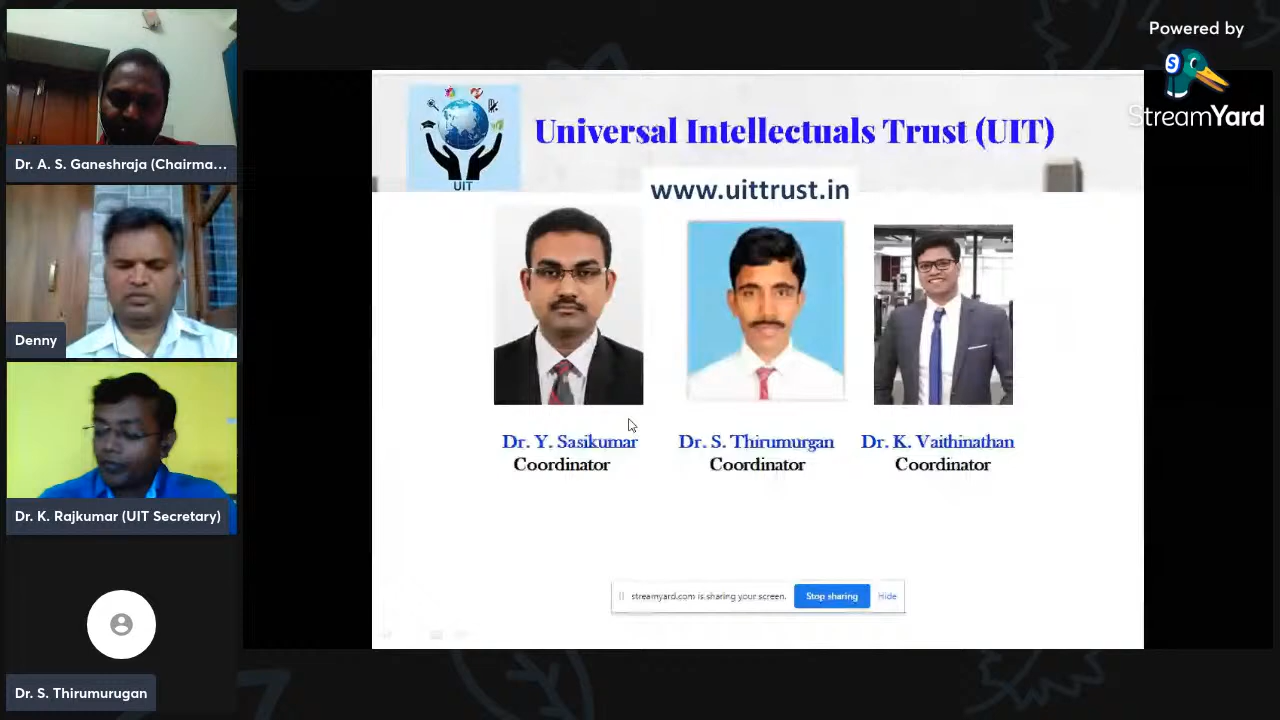 Powered by
StreamYard
Dr. A. S. Ganeshraja (Chairma...
Denny
Dr. K. Rajkumar (UIT Secretary)
Dr. S. Thirumurugan
UIT
Universal Intellectuals Trust (UIT)
www.uittrust.in
Dr. Y. Sasikumar
Coordinator
Dr. S. Thirumurgan
Coordinator
Dr. K. Vaithinathan
Coordinator
streamyard.com is sharing your screen.
Stop sharing
Hide